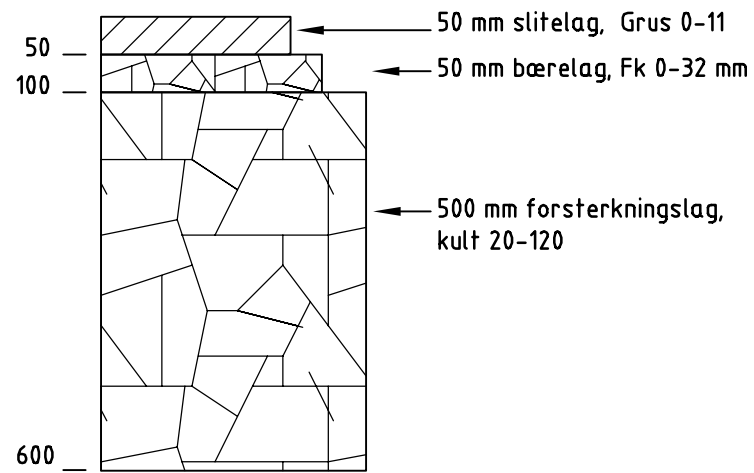 50 mm slitelag, Grus 0-11
50
50 mm bærelag, Fk 0-32 mm
100
500 mm forsterkningslag,
kult 20-120
600